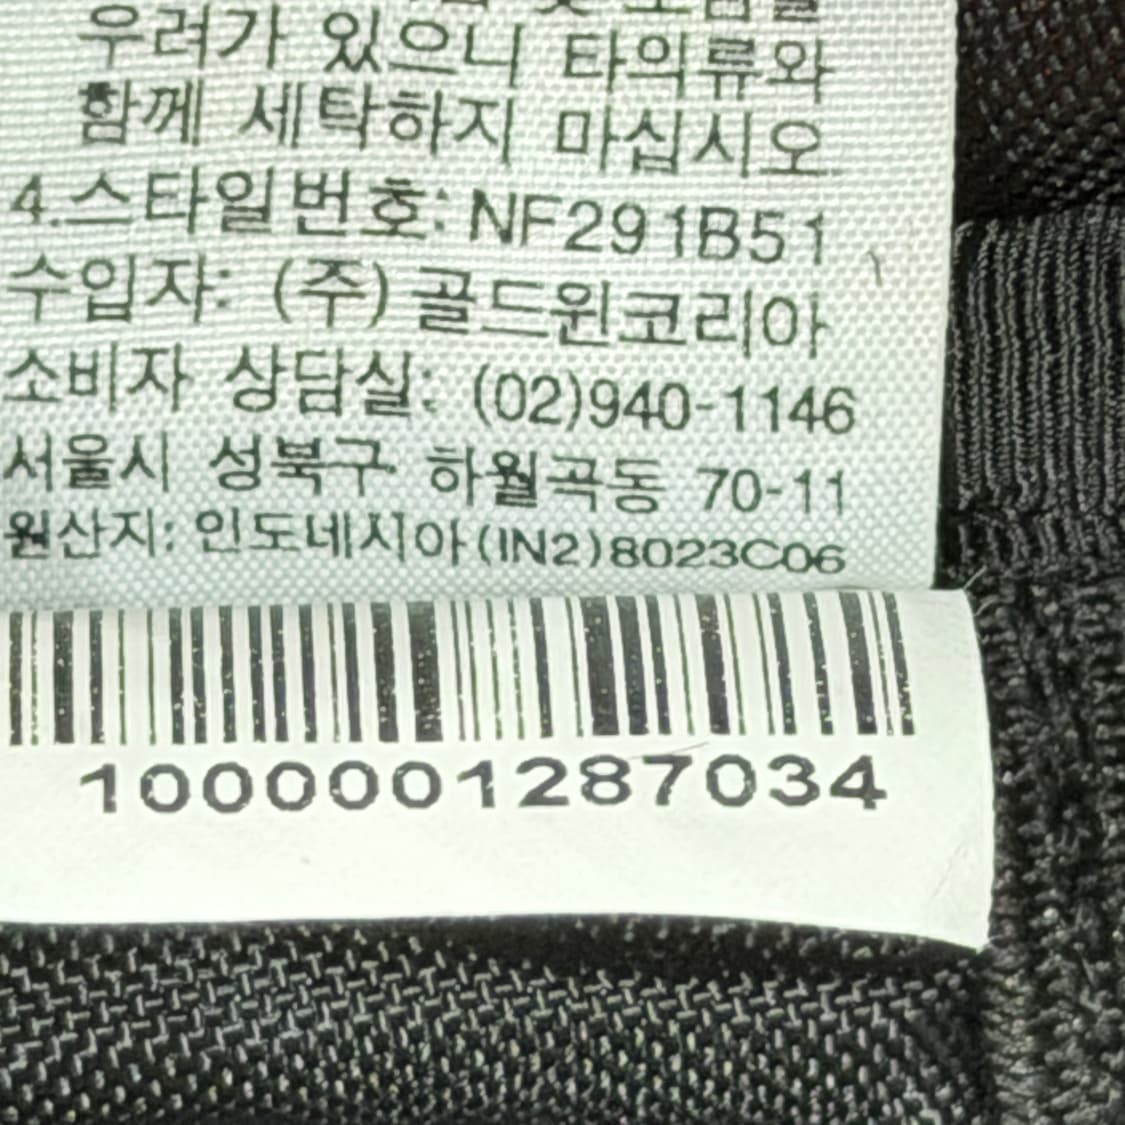 우려가 있으니 타의류와
함께 세탁하지 마십시오.
4.스타일번호: NF291B51
수입자: (주)골드윈코리아
소비자 상담실: (02)940-1146
서울시 성북구 하월곡동 70-11
원산지: 인도네시아(IN2)8023C06
1000001287034